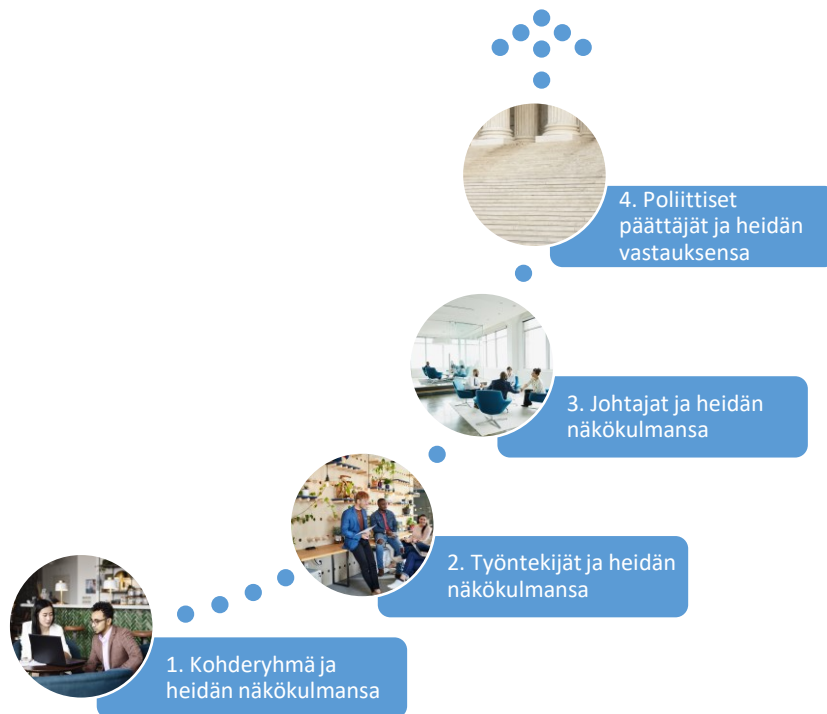 4. Poliittiset
päättäjät ja heidän
vastauksensa
3. Johtajat ja heidän
näkökulmansa
2. Työntekijät ja heidän
näkökulmansa
1. Kohderyhmä ja
heidän näkökulmansa